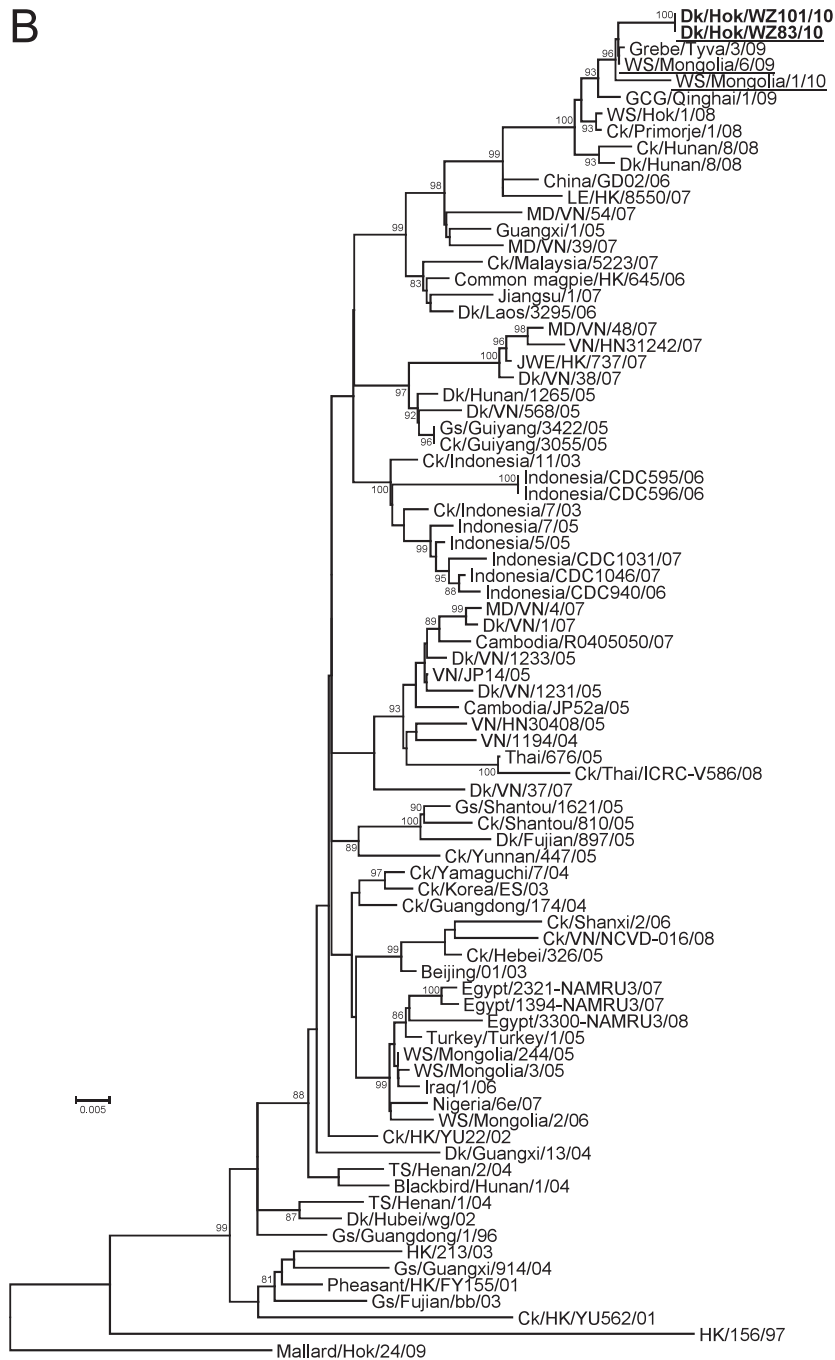 B
100
Dk/Hok/WZ101/10
Dk/Hok/WZ83/10
Grebe/Tyva/3/09
96
WS/Mongolia/6/09
93
WS/Mongolia/1/10
GCG/Qinghai/1/09
WS/Hok/1/08
100
93
Ck/Primorje/1/08
Ck/Hunan/8/08
99
93
Dk/Hunan/8/08
China/GD02/06
98
LE/HK/8550/07
MD/VN/54/07
99
Guangxi/1/05
MD/VN/39/07
Ck/Malaysia/5223/07
Common magpie/HK/645/06
83
Jiangsu/1/07
Dk/Laos/3295/06
98
MD/VN/48/07
96
VN/HN31242/07
100
JWE/HK/737/07
Dk/VN/38/07
97
Dk/Hunan/1265/05
92
Dk/VN/568/05
Gs/Guiyang/3422/05
96
Ck/Guiyang/3055/05
Ck/Indonesia/11/03
100
100
Indonesia/CDC595/06
Indonesia/CDC596/06
Ck/Indonesia/7/03
Indonesia/7/05
99
Indonesia/5/05
Indonesia/CDC1031/07
95
Indonesia/CDC1046/07
88
Indonesia/CDC940/06
99
MD/VN/4/07
89
Dk/VN/1/07
Cambodia/R0405050/07
Dk/VN/1233/05
VN/JP14/05
Dk/VN/1231/05
93
Cambodia/JP52a/05
VN/HN30408/05
VN/1194/04
Thai/676/05
100
Ck/Thai/ICRC-V586/08
Dk/VN/37/07
90
Gs/Shantou/1621/05
100
Ck/Shantou/810/05
Dk/Fujian/897/05
89
Ck/Yunnan/447/05
97
Ck/Yamaguchi/7/04
Ck/Korea/ES/03
Ck/Guangdong/174/04
Ck/Shanxi/2/06
Ck/VN/NCVD-016/08
99
Ck/Hebei/326/05
Beijing/01/03
100
Egypt/2321-NAMRU3/07
Egypt/1394-NAMRU3/07
86
Egypt/3300-NAMRU3/08
Turkey/Turkey/1/05
WS/Mongolia/244/05
WS/Mongolia/3/05
99
Iraq/1/06
88
Nigeria/6e/07
0.005
WS/Mongolia/2/06
Ck/HK/YU22/02
Dk/Guangxi/13/04
TS/Henan/2/04
Blackbird/Hunan/1/04
TS/Henan/1/04
87
Dk/Hubei/wg/02
99
Gs/Guangdong/1/96
HK/213/03
Gs/Guangxi/914/04
81
Pheasant/HK/FY155/01
Gs/Fujian/bb/03
Ck/HK/YU562/01
HK/156/97
Mallard/Hok/24/09